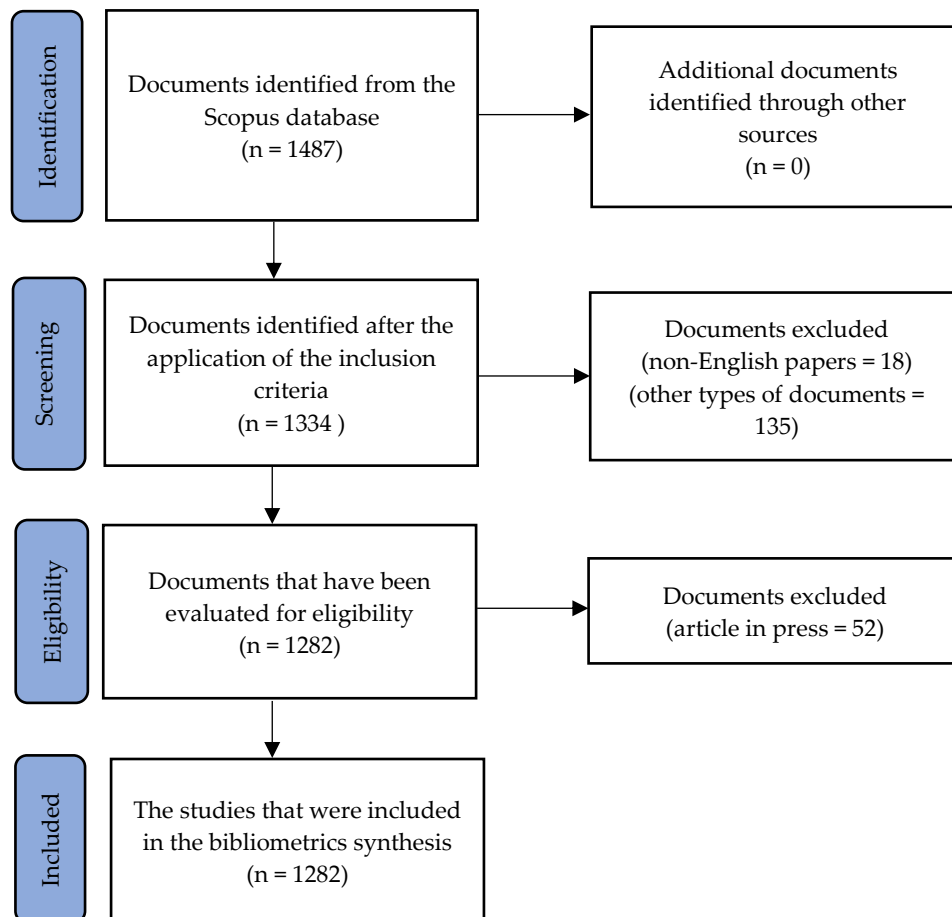 Identification
Documents identified from the
Scopus database
(n = 1487)
Additional documents
identified through other
sources
(n = 0)
Screening
Documents identified after the
application of the inclusion
criteria
(n = 1334 )
Documents excluded
(non-English papers = 18)
(other types of documents =
135)
Eligibility
Documents that have been
evaluated for eligibility
(n = 1282)
Documents excluded
(article in press = 52)
Included
The studies that were included
in the bibliometrics synthesis
(n = 1282)